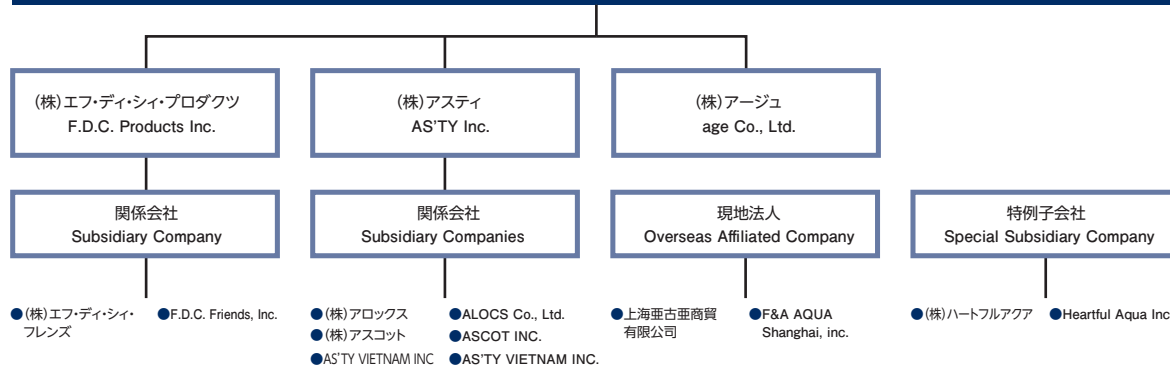 (株)エフ・ディ・シィ・プロダクツ
F.D.C. Products Inc.
(株)アスティ
AS'TY Inc.
(株)アージュ
age Co., Ltd.
関係会社
Subsidiary Company
関係会社
Subsidiary Companies
現地法人
Overseas Affiliated Company
特例子会社
Special Subsidiary Company
●(株)エフ・ディ・シィ・
フレンズ
●F.D.C. Friends, Inc.
●(株)アロックス
●(株)アスコット
●AS'TY VIETNAM INC
●ALOCS Co., Ltd.
●ASCOT INC.
●AS'TY VIETNAM INC.
●上海亜古亜商貿
有限公司
●F&A AQUA
Shanghai, inc.
●(株)ハートフルアクア
●Heartful Aqua Inc